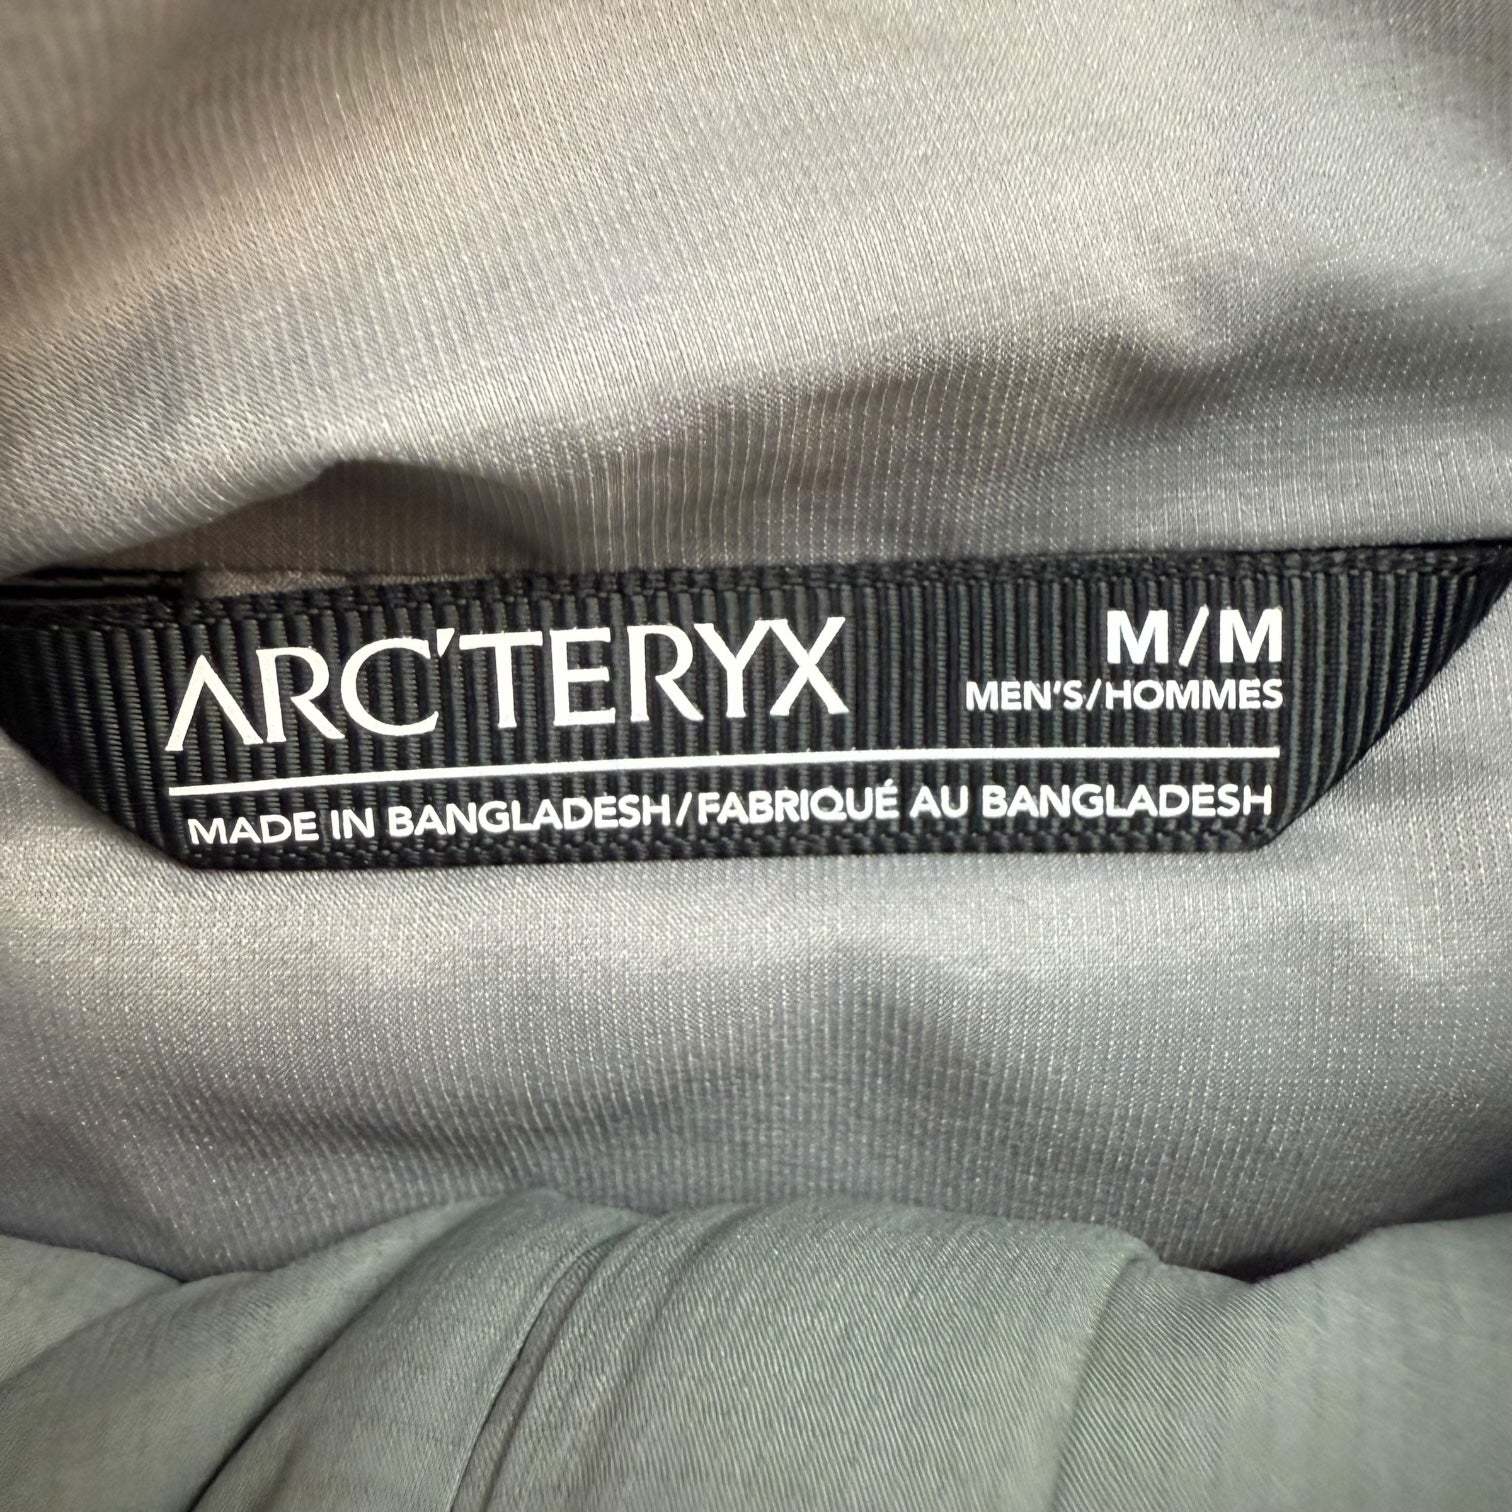 ARC'TERYX
M/M
MEN'S/HOMMES
MADE IN BANGLADESH/FABRIQUÉ AU BANGLADESH